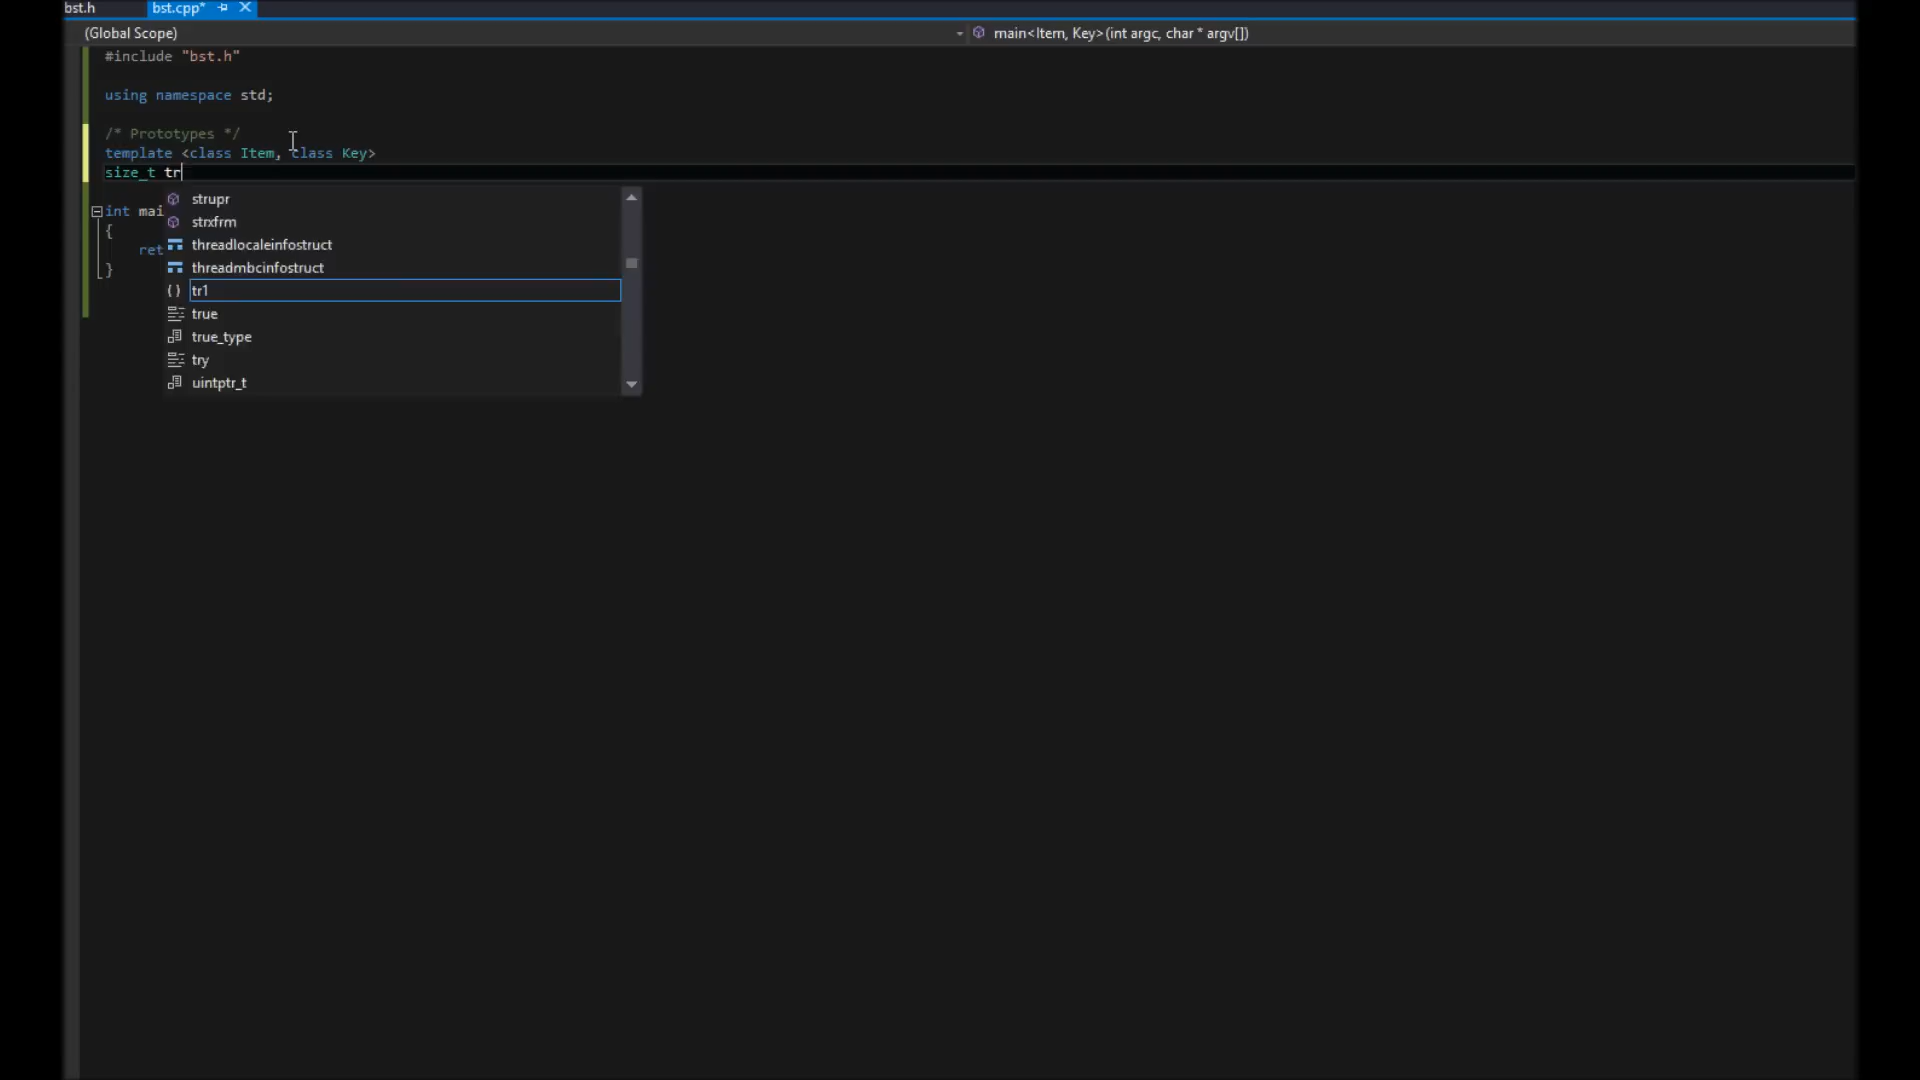 bst.h bst.cpp*
(Global Scope) main<Item, Key>(int argc, char * argv[])
#include "bst.h"
using namespace std;
/* Prototypes */
template <class Item, class Key>
size_t tr
strupr
int mai
strxfrm
{
threadlocaleinfostruct
ret
threadmbcinfostruct
}
{ } tr1
true
true_type
try
uintptr_t